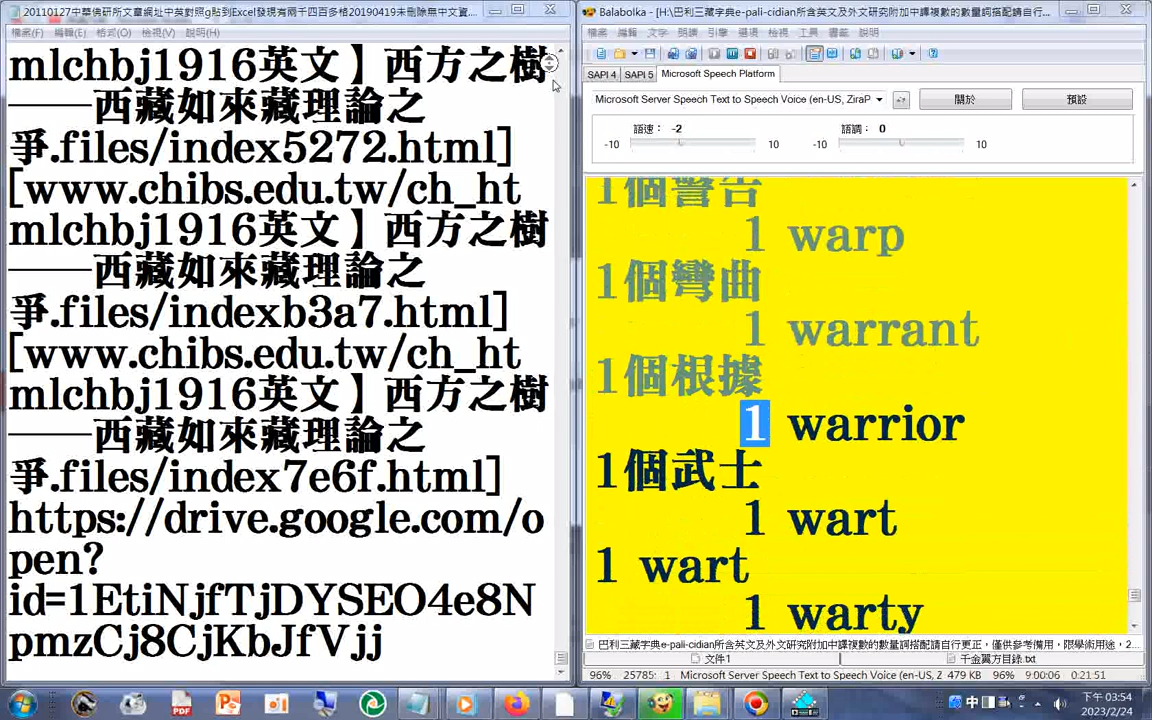 20110127中華佛研所文章網址中英對照g貼到Excel發現有兩千四百多格20190419未刪除無中文資...
檔案(F) 編輯(E) 格式(O) 檢視(V) 說明(H)
mlchbj1916英文】西方之樹
——西藏如來藏理論之
爭.files/index5272.html]
[www.chibs.edu.tw/ch_ht
mlchbj1916英文】西方之樹
——西藏如來藏理論之
爭.files/indexb3a7.html]
[www.chibs.edu.tw/ch_ht
mlchbj1916英文】西方之樹
——西藏如來藏理論之
爭.files/index7e6f.html]
https://drive.google.com/o
pen?
id=1EtiNjfTjDYSEO4e8N
pmzCj8CjKbJfVjj
Balabolka - [H:\巴利三藏字典e-pali-cidian所含英文及外文研究附加中譯複數的數量詞搭配請自行...
檔案 編輯 文字 朗讀 引擎 選項 檢視 工具 書籤 說明
SAPI 4 SAPI 5 Microsoft Speech Platform
Microsoft Server Speech Text to Speech Voice (en-US, ZiraP
關於 預設
語速： -2 語調： 0
-10 10 -10 10
1個警告
1 warp
1個彎曲
1 warrant
1個根據
1 warrior
1個武士
1 wart
1 wart
1 warty
巴利三藏字典e-pali-cidian所含英文及外文研究附加中譯複數的數量詞搭配請自行更正，僅供參考備用，限學術用途，2...
文件1 千金翼方目錄.txt
96% 25785: 1 Microsoft Server Speech Text to Speech Voice (en-US, Z 479 KB 96% 9:00:06 0:21:51
中
下午 03:54
2023/2/24